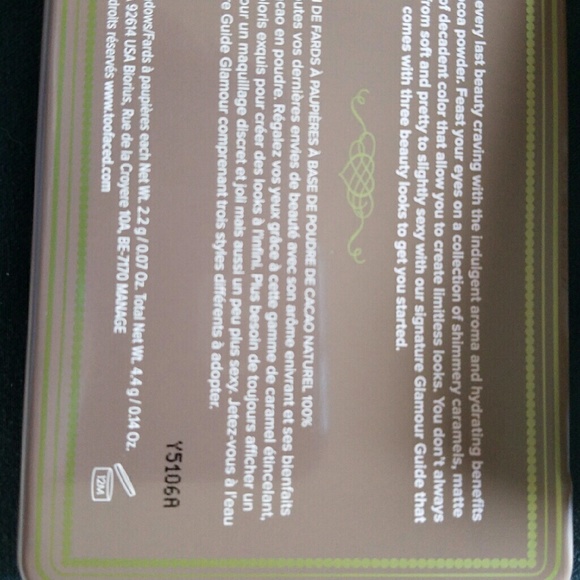 every last beauty craving with the indulgent aroma and hydrating benefits
cocoa powder. Feast your eyes on a collection of shimmery caramels, matte
of decadent color that allow you to create limitless looks. You don't always
from soft and pretty to slightly sexy with our signature Glamour Guide that
comes with three beauty looks to get you started.
DE FARDS À PAUPIÈRES À BASE DE POUDRE DE CACAO NATUREL 100%
vos dernières envies de beauté avec son arôme enivrant et ses bienfaits
cao en poudre. Régalez vos yeux grâce à cette gamme de caramel étincelant,
loris exquis pour créer des looks à l'infini. Plus besoin de toujours afficher un
our un maquillage discret et joli mais aussi un peu plus sexy. Jetez-vous à l'eau
re Guide Glamour comprenant trois styles différents à adopter.
dows/Fards à paupières each Net Wt. 2.2 g / 0.07 Oz. Total Net Wt. 4.4 g / 0.14 Oz.
92614 USA Biorius, Rue de la Croyere 10A, BE-7170 MANAGE
droits réservés www.toofaced.com
Y5106A
12M